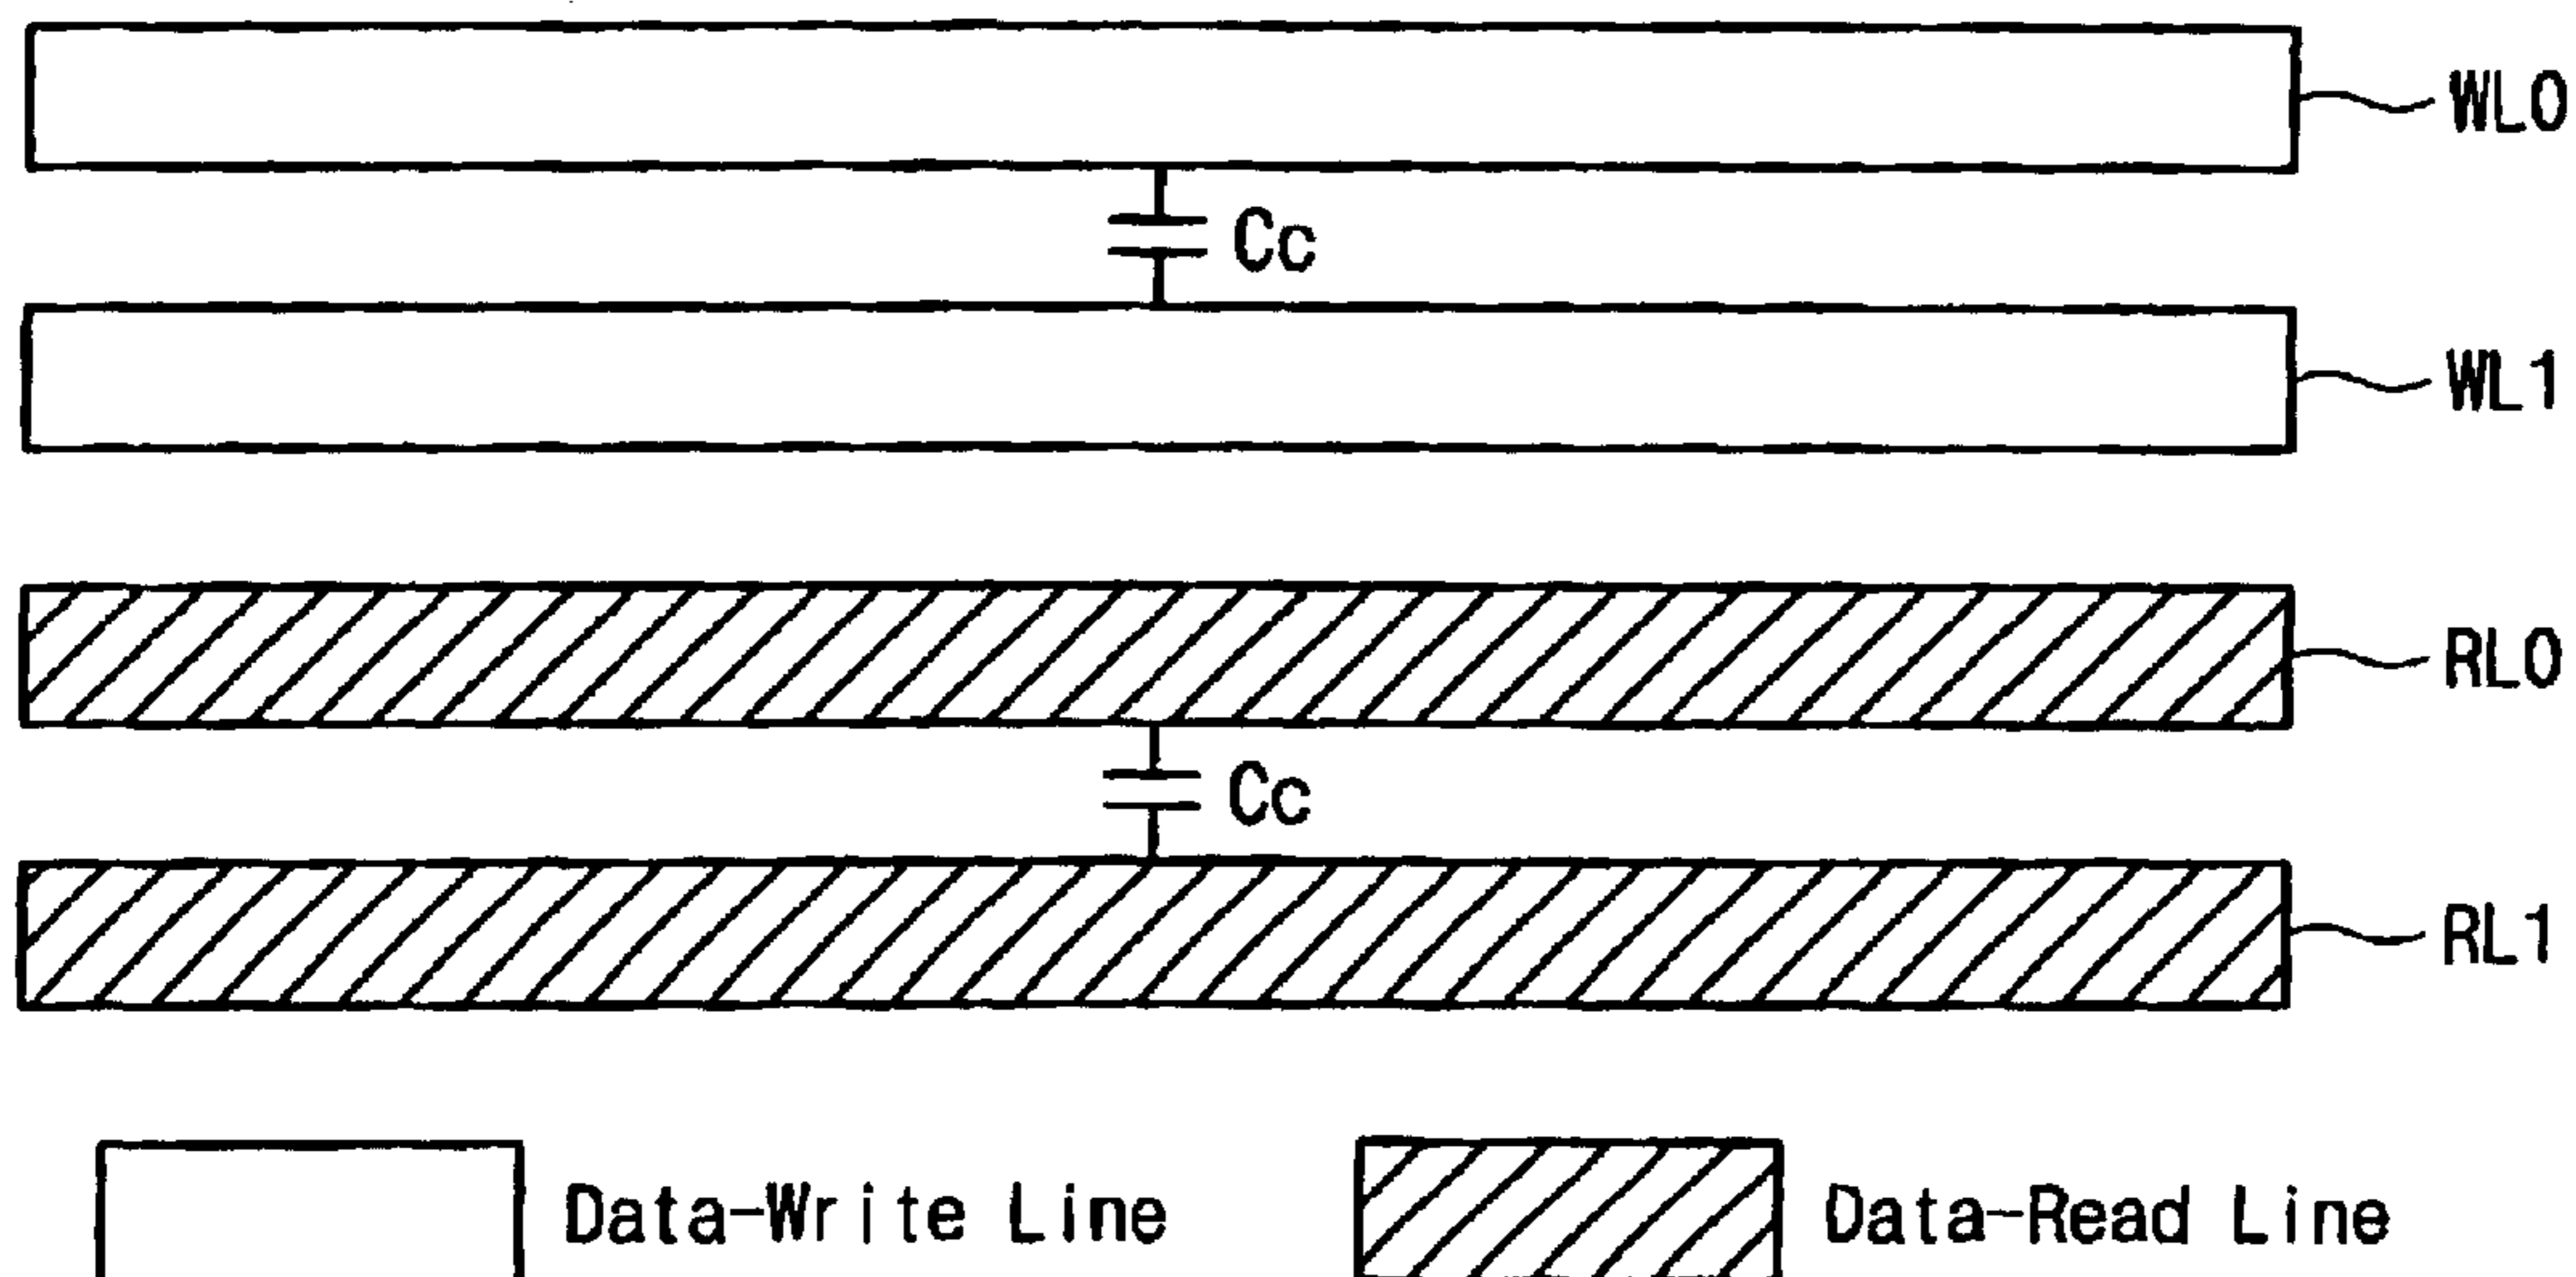 WL0
Cc
WL1
RL0
Cc
RL1
Data-Write Line
Data-Read Line